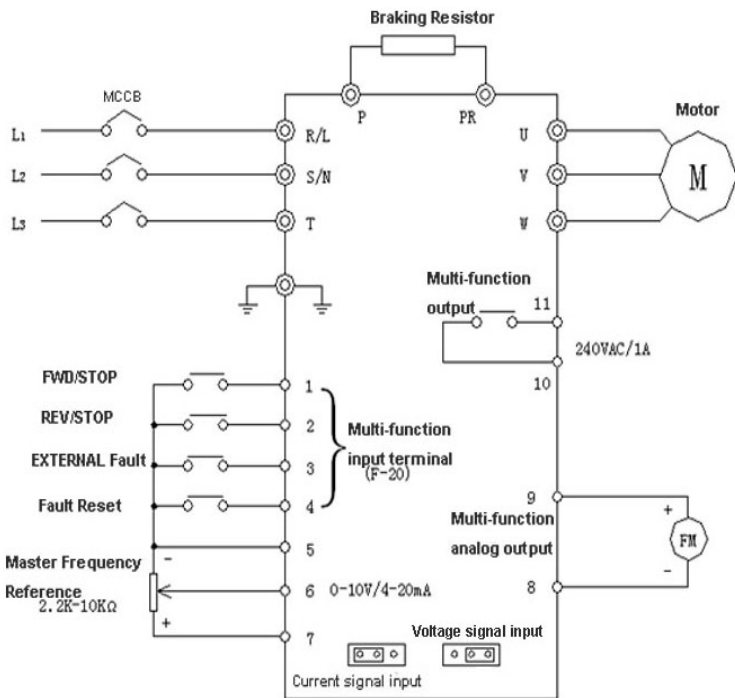 Braking Resistor
MCCB
P
PR
Motor
L1
R/L
U
L2
S/N
V
M
L3
T
W
Multi-function
output
11
240VAC/1A
10
FWD/STOP
1
REV/STOP
2
Multi-function
input terminal
(F-20)
EXTERNAL Fault
3
Fault Reset
4
9
+
Multi-function
analog output
FM
-
8
5
-
Master Frequency
Reference
2.2K-10KΩ
6
0-10V/4-20mA
+
7
Voltage signal input
Current signal input